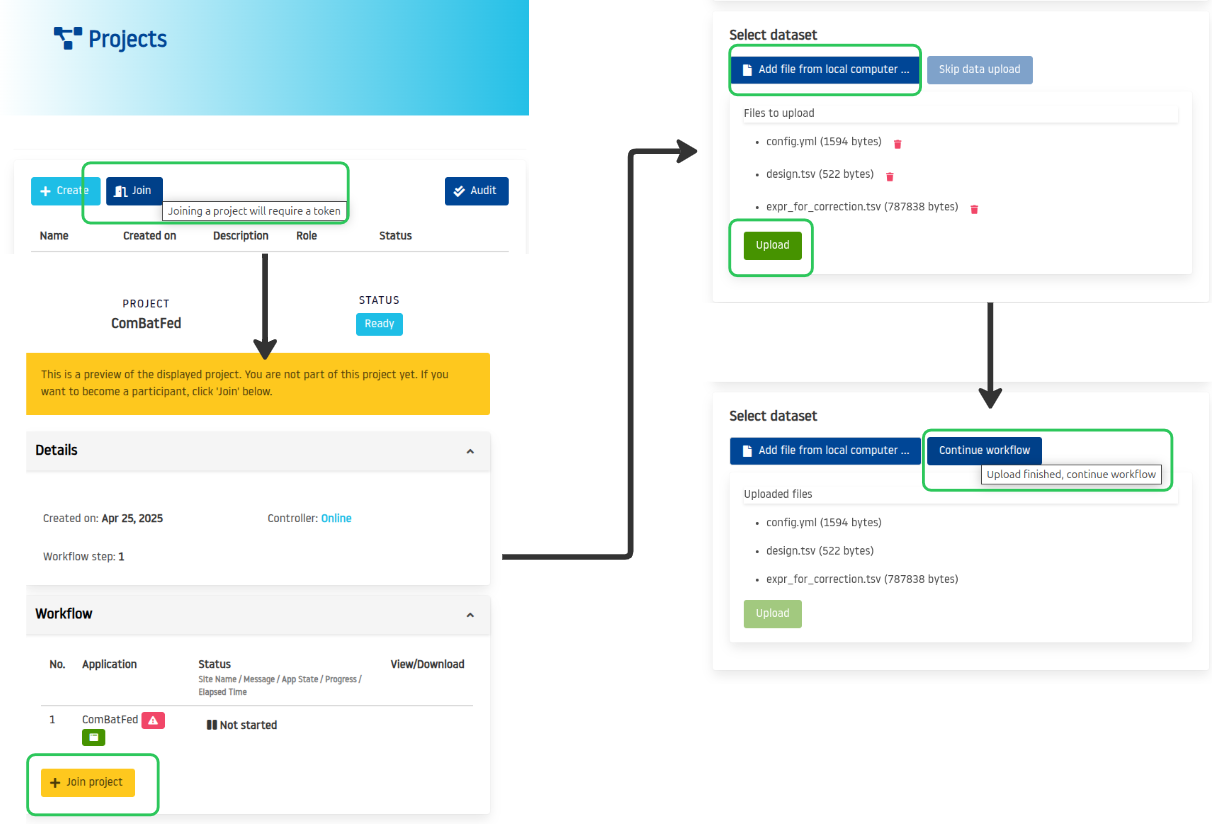 Projects
Create
Join
Audit
Joining a project will require a token
Name Created on Description Role Status
PROJECT
ComBatFed
STATUS
Ready
This is a preview of the displayed project. You are not part of this project yet. If you
want to become a participant, click 'Join' below.
Details
Created on: Apr 25, 2025
Controller: Online
Workflow step: 1
Workflow
No. Application Status View/Download
Site Name / Message / App State / Progress /
Elapsed Time
1 ComBatFed Not started
Join project
Select dataset
Add file from local computer ...
Skip data upload
Files to upload
config.yml (1594 bytes)
design.tsv (522 bytes)
expr_for_correction.tsv (787838 bytes)
Upload
Select dataset
Add file from local computer ...
Continue workflow
Upload finished, continue workflow
Uploaded files
config.yml (1594 bytes)
design.tsv (522 bytes)
expr_for_correction.tsv (787838 bytes)
Upload